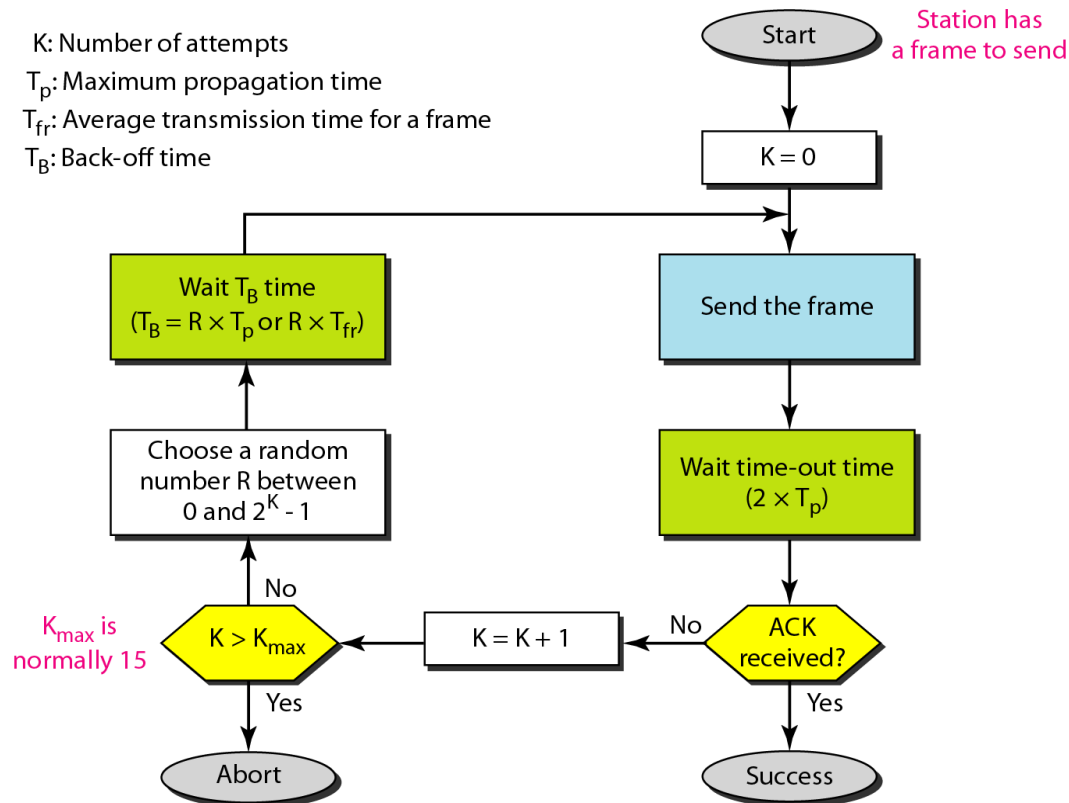 K: Number of attempts
Tp: Maximum propagation time
Tfr: Average transmission time for a frame
TB: Back-off time
Start
Station has
a frame to send
K = 0
Wait TB time
(TB = R × Tp or R × Tfr)
Send the frame
Choose a random
number R between
0 and 2^K - 1
Wait time-out time
(2 × Tp)
No
Kmax is
normally 15
K > Kmax
K = K + 1
No
ACK
received?
Yes
Yes
Abort
Success